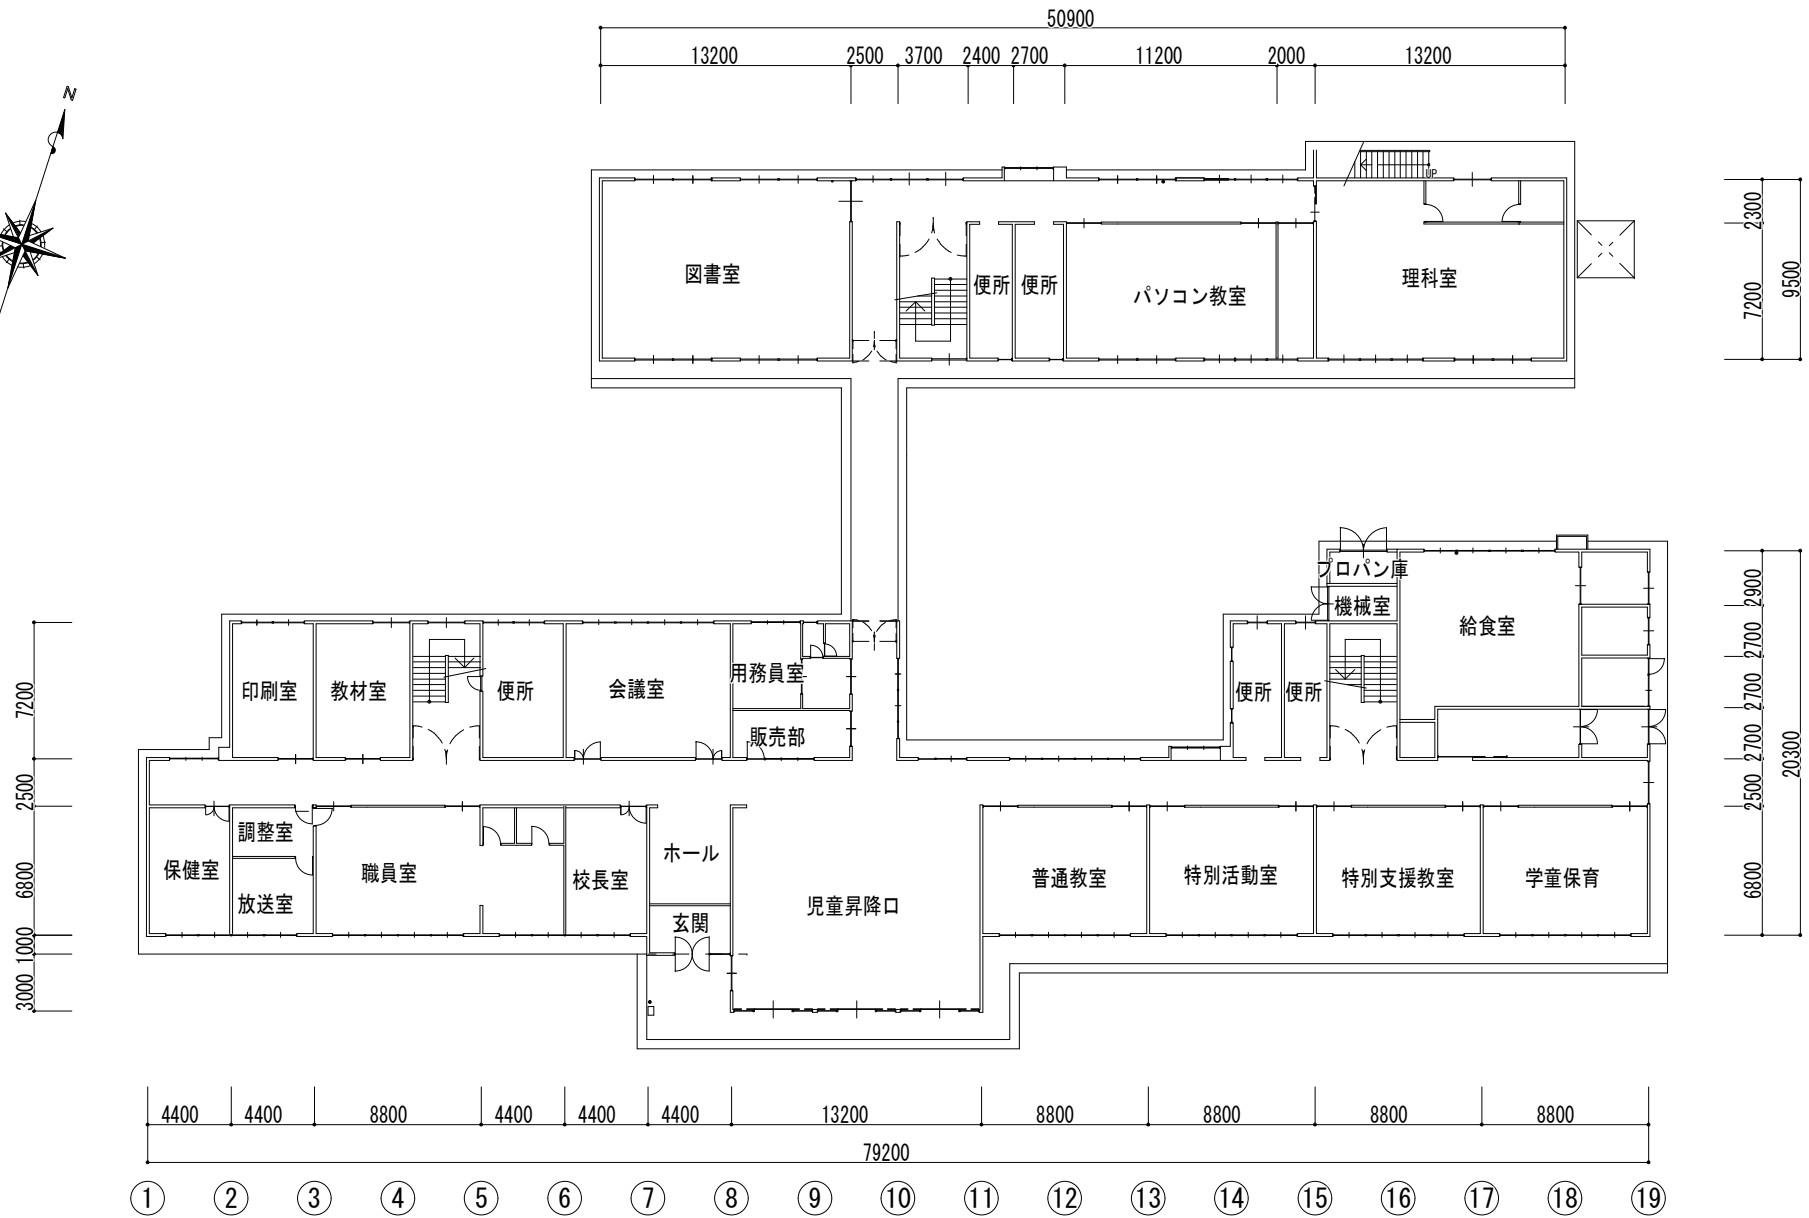 50900
13200 2500 3700 2400 2700 11200 2000 13200
N
UP
2300
7200
9500
図書室
便所
便所
パソコン教室
理科室
プロパン庫
機械室
給食室
2900
2700
2700
2700
2500
6800
20300
7200
2500
6800
1000
3000
印刷室
教材室
便所
会議室
用務員室
販売部
便所
便所
保健室
調整室
放送室
職員室
校長室
ホール
玄関
児童昇降口
普通教室
特別活動室
特別支援教室
学童保育
4400 4400 8800 4400 4400 4400 13200 8800 8800 8800 8800
79200
① ② ③ ④ ⑤ ⑥ ⑦ ⑧ ⑨ ⑩ ⑪ ⑫ ⑬ ⑭ ⑮ ⑯ ⑰ ⑱ ⑲